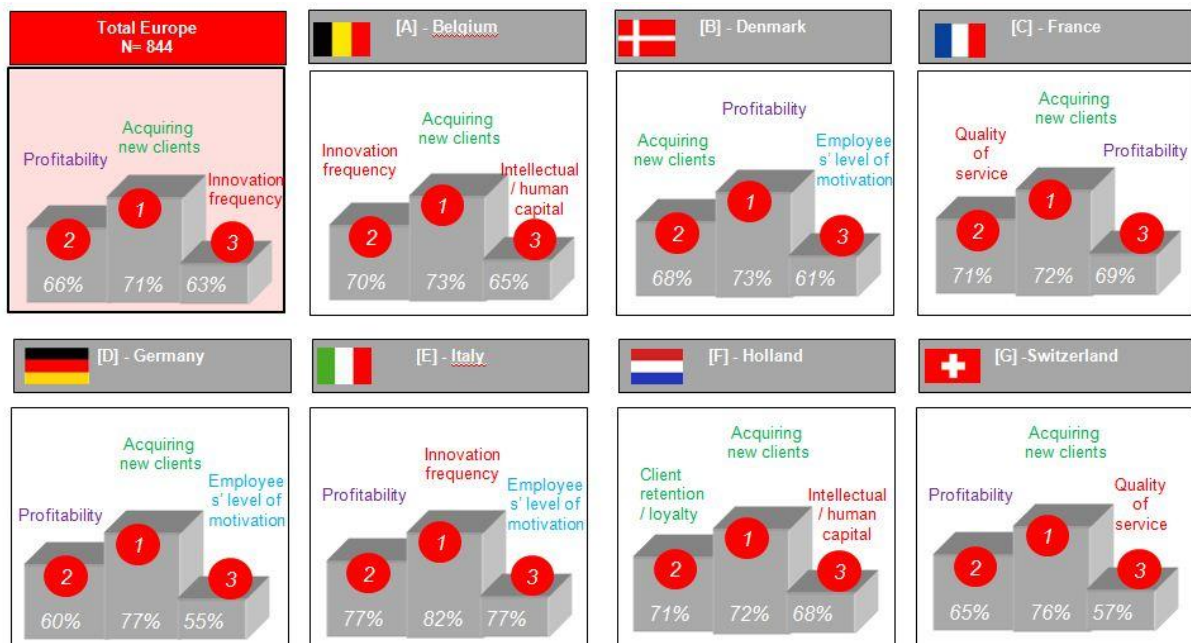 Total Europe
N= 844
Profitability
Acquiring
new clients
Innovation
frequency
2
1
3
66%
71%
63%
[A] - Belgium
Innovation
frequency
Acquiring
new clients
Intellectual
/ human
capital
2
1
3
70%
73%
65%
[B] - Denmark
Acquiring
new clients
Profitability
Employee
s' level of
motivation
2
1
3
68%
73%
61%
[C] - France
Quality
of
service
Acquiring
new clients
Profitability
2
1
3
71%
72%
69%
[D] - Germany
Profitability
Acquiring
new clients
Employee
s' level of
motivation
2
1
3
60%
77%
55%
[E] - Italy
Profitability
Innovation
frequency
Employee
s' level of
motivation
2
1
3
77%
82%
77%
[F] - Holland
Client
retention
/ loyalty
Acquiring
new clients
Intellectual
/ human
capital
2
1
3
71%
72%
68%
[G] -Switzerland
Profitability
Acquiring
new clients
Quality
of
service
2
1
3
65%
76%
57%